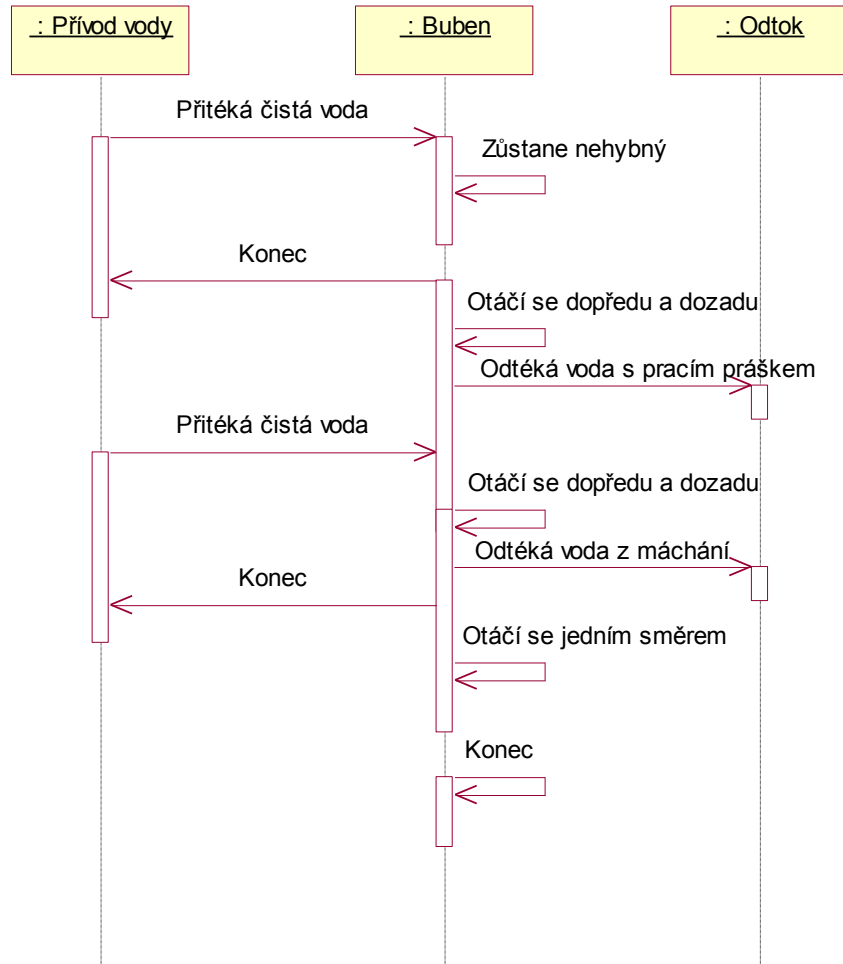 : Přívod vody
: Buben
: Odtok
Přitéká čistá voda
Zůstane nehybný
Konec
Otáčí se dopředu a dozadu
Odtéká voda s pracím práškem
Přitéká čistá voda
Otáčí se dopředu a dozadu
Odtéká voda z máchání
Konec
Otáčí se jedním směrem
Konec